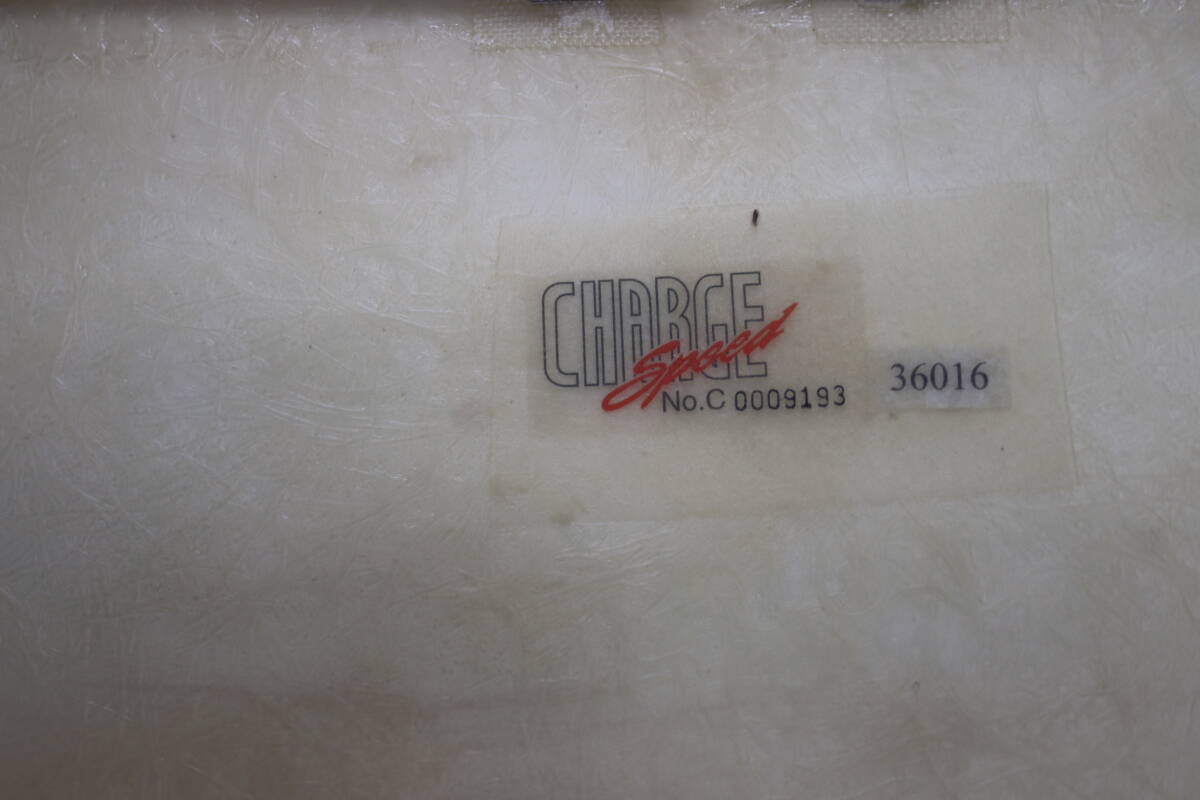 CHARGE
Speed
No.C 0009193
36016